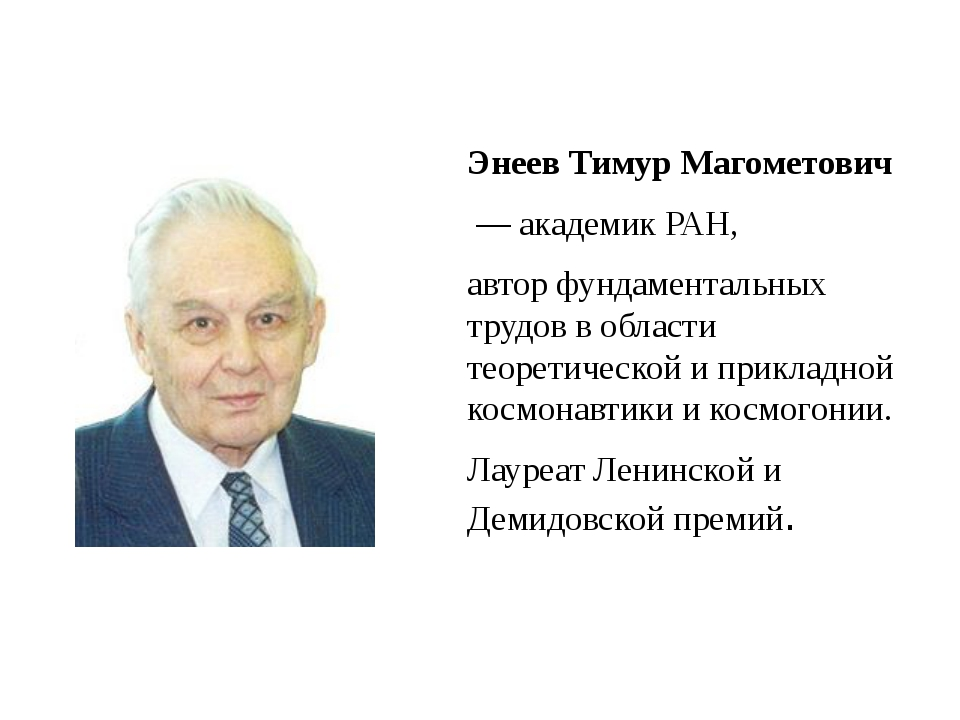 Энеев Тимур Магометович
— академик РАН,
автор фундаментальных
трудов в области
теоретической и прикладной
космонавтики и космогонии.
Лауреат Ленинской и
Демидовской премий.